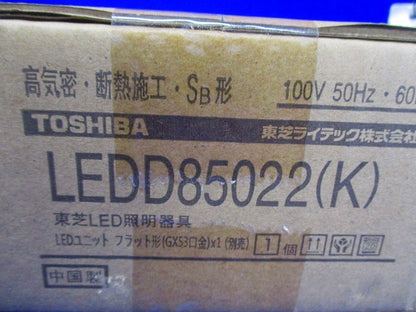 高気密・断熱施工・SB形 100V 50Hz・60
TOSHIBA 東芝ライテック株式会社
LEDD85022(K)
東芝LED照明器具
LEDユニット フラット形(GX53口金)x1 (別売) 1個
中国製